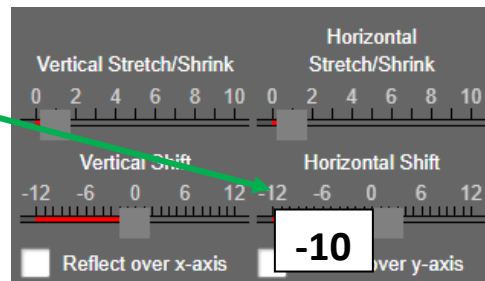 Vertical Stretch/Shrink
Horizontal
Stretch/Shrink
0 2 4 6 8 10
0 2 4 6 8 10
Vertical Shift
Horizontal Shift
-12 -6 0 6 12
-12 -6 0 6 12
-10
Reflect over x-axis
over y-axis